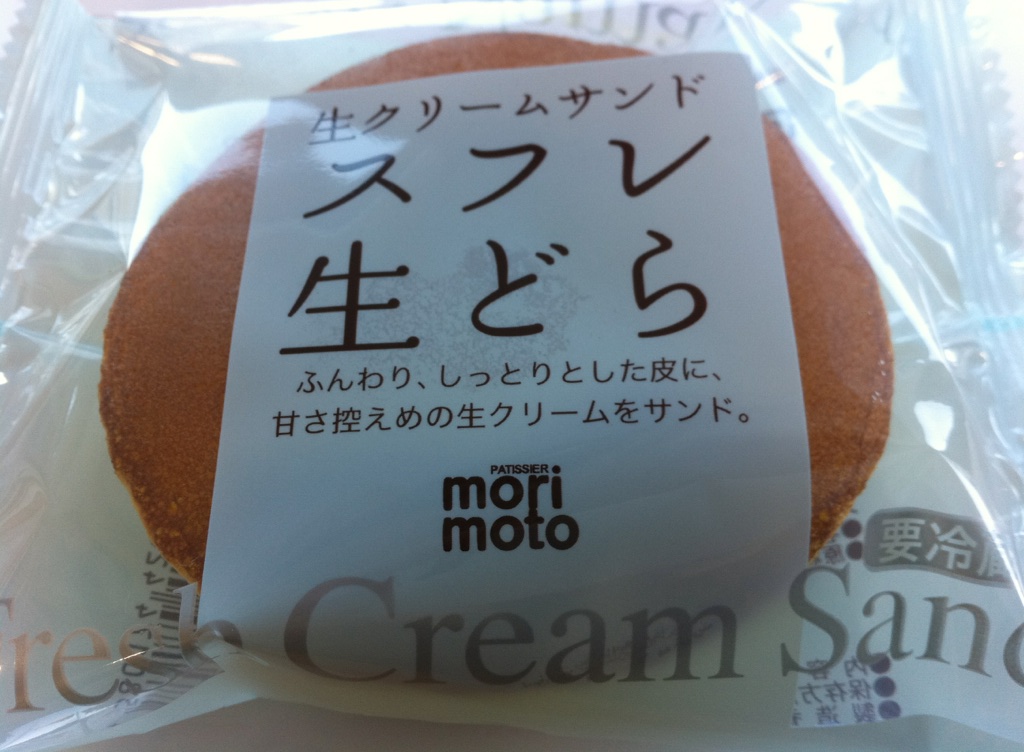 生クリームサンド
スフレ
生どら
ふんわり、しっとりとした皮に、
甘さ控えめの生クリームをサンド。
PATISSIER
mori
moto
要冷
Fresh Cream San